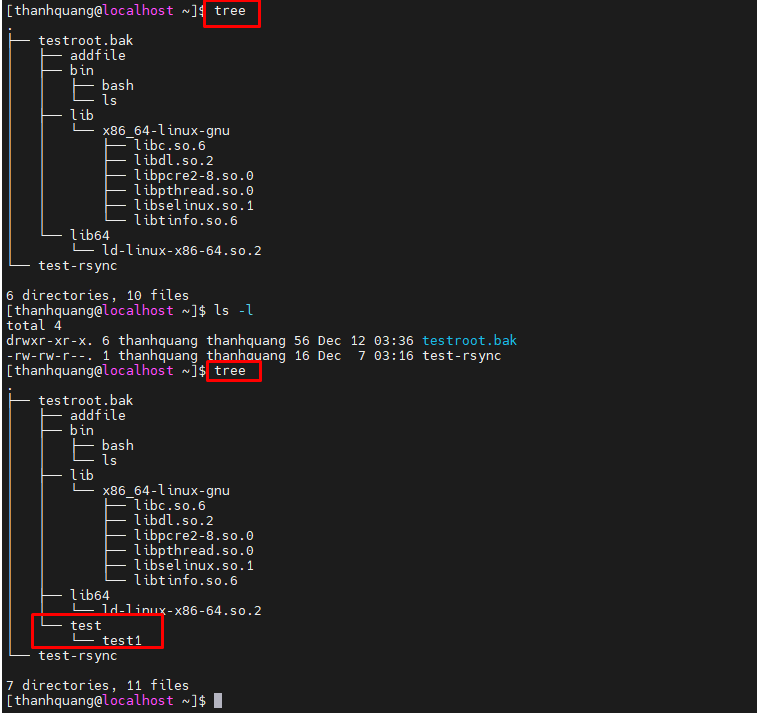 [thanhquang@localhost ~]$ tree
.
├── testroot.bak
│   ├── addfile
│   ├── bin
│   │   ├── bash
│   │   └── ls
│   ├── lib
│   │   └── x86_64-linux-gnu
│   │       ├── libc.so.6
│   │       ├── libdl.so.2
│   │       ├── libpcre2-8.so.0
│   │       ├── libpthread.so.0
│   │       ├── libselinux.so.1
│   │       └── libtinfo.so.6
│   └── lib64
│       └── ld-linux-x86-64.so.2
└── test-rsync

6 directories, 10 files
[thanhquang@localhost ~]$ ls -l
total 4
drwxr-xr-x. 6 thanhquang thanhquang 56 Dec 12 03:36 testroot.bak
-rw-rw-r--. 1 thanhquang thanhquang 16 Dec  7 03:16 test-rsync
[thanhquang@localhost ~]$ tree
.
├── testroot.bak
│   ├── addfile
│   ├── bin
│   │   ├── bash
│   │   └── ls
│   ├── lib
│   │   └── x86_64-linux-gnu
│   │       ├── libc.so.6
│   │       ├── libdl.so.2
│   │       ├── libpcre2-8.so.0
│   │       ├── libpthread.so.0
│   │       ├── libselinux.so.1
│   │       └── libtinfo.so.6
│   ├── lib64
│   │   └── ld-linux-x86-64.so.2
│   └── test
│       └── test1
└── test-rsync

7 directories, 11 files
[thanhquang@localhost ~]$